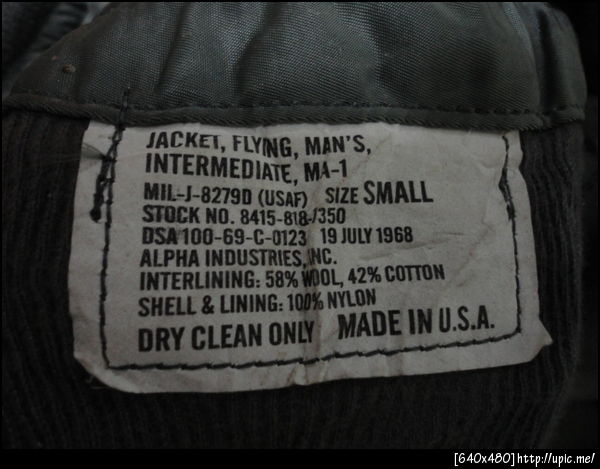 JACKET, FLYING, MAN'S,
INTERMEDIATE, MA-1
MIL-J-8279D (USAF) SIZE SMALL
STOCK NO. 8415-818-7350
DSA 100-69-C-0123 19 JULY 1968
ALPHA INDUSTRIES, INC.
INTERLINING: 58% WOOL, 42% COTTON
SHELL & LINING: 100% NYLON
DRY CLEAN ONLY MADE IN U.S.A.
[640x480]http://upic.me/